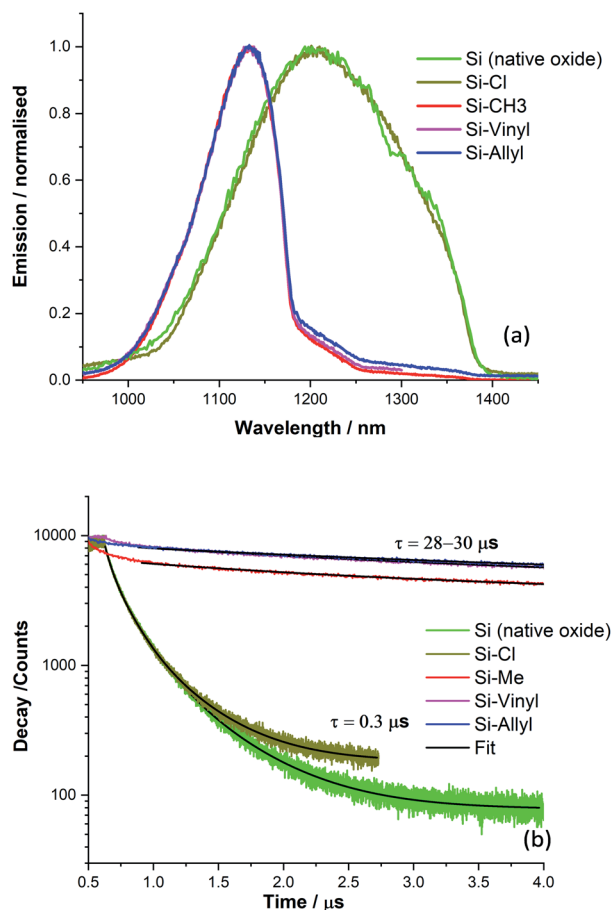 Emission / normalised
1.0
0.8
0.6
0.4
0.2
0.0
Si (native oxide)
Si-Cl
Si-CH3
Si-Vinyl
Si-Allyl
(a)
1000 1100 1200 1300 1400
Wavelength / nm
Decay /Counts
10000
1000
100
τ = 28–30 µs
Si (native oxide)
Si-Cl
Si-Me
Si-Vinyl
Si-Allyl
Fit
τ = 0.3 µs
(b)
0.5 1.0 1.5 2.0 2.5 3.0 3.5 4.0
Time / µs